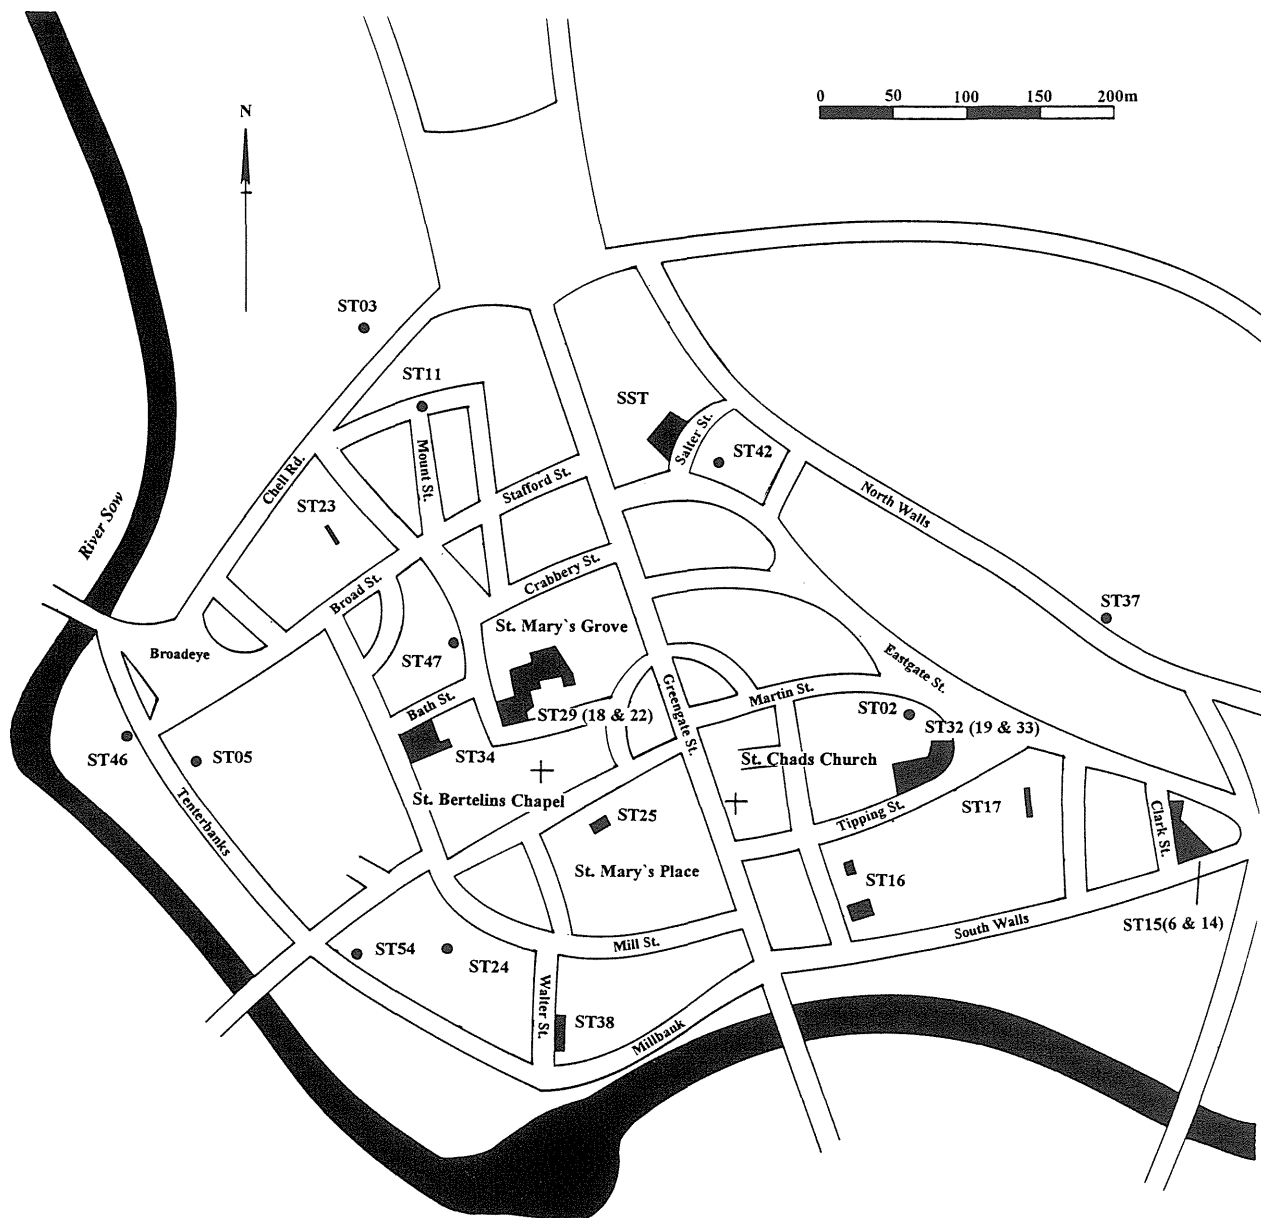 N
0 50 100 150 200m
ST03
ST11
SST
Salter St.
ST42
Mount St.
Chell Rd.
Stafford St.
ST23
North Walls
River Sow
Crabbery St.
Broad St.
ST37
St. Mary`s Grove
Broadeye
ST47
Eastgate St.
Bath St.
Greengate St.
Martin St.
ST29 (18 & 22)
ST02
ST32 (19 & 33)
ST46
ST05
ST34
St. Chads Church
St. Bertelins Chapel
Tenterbanks
ST25
Tipping St.
ST17
Clark St.
St. Mary`s Place
ST16
ST15(6 & 14)
South Walls
Mill St.
ST54
ST24
Walter St.
ST38
Millbank